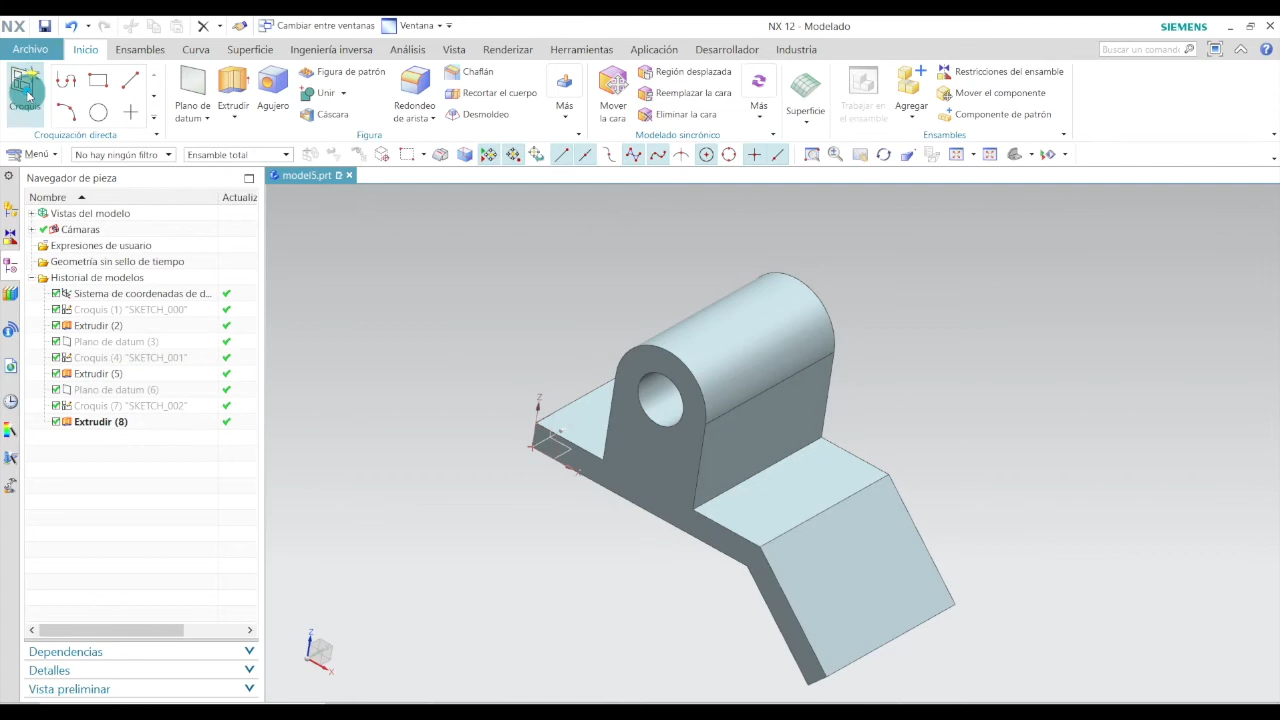 NX
Cambiar entre ventanas
Ventana
NX 12 - Modelado
SIEMENS
Archivo
Inicio
Ensambles
Curva
Superficie
Ingeniería inversa
Análisis
Vista
Renderizar
Herramientas
Aplicación
Desarrollador
Industria
Buscar un comando
Croquis
Croquización directa
Plano de datum
Extrudir
Agujero
Figura de patrón
Unir
Cáscara
Redondeo de arista
Chaflán
Recortar el cuerpo
Desmoldeo
Más
Figura
Mover la cara
Región desplazada
Reemplazar la cara
Eliminar la cara
Más
Modelado sincrónico
Superficie
Trabajar en el ensamble
Agregar
Restricciones del ensamble
Mover el componente
Componente de patrón
Ensambles
Menú
No hay ningún filtro
Ensamble total
Navegador de pieza
model5.prt
Nombre
Actualiz
Vistas del modelo
Cámaras
Expresiones de usuario
Geometría sin sello de tiempo
Historial de modelos
Sistema de coordenadas de d...
Croquis (1) "SKETCH_000"
Extrudir (2)
Plano de datum (3)
Croquis (4) "SKETCH_001"
Extrudir (5)
Plano de datum (6)
Croquis (7) "SKETCH_002"
Extrudir (8)
Dependencias
Detalles
Vista preliminar
Z
Z
X